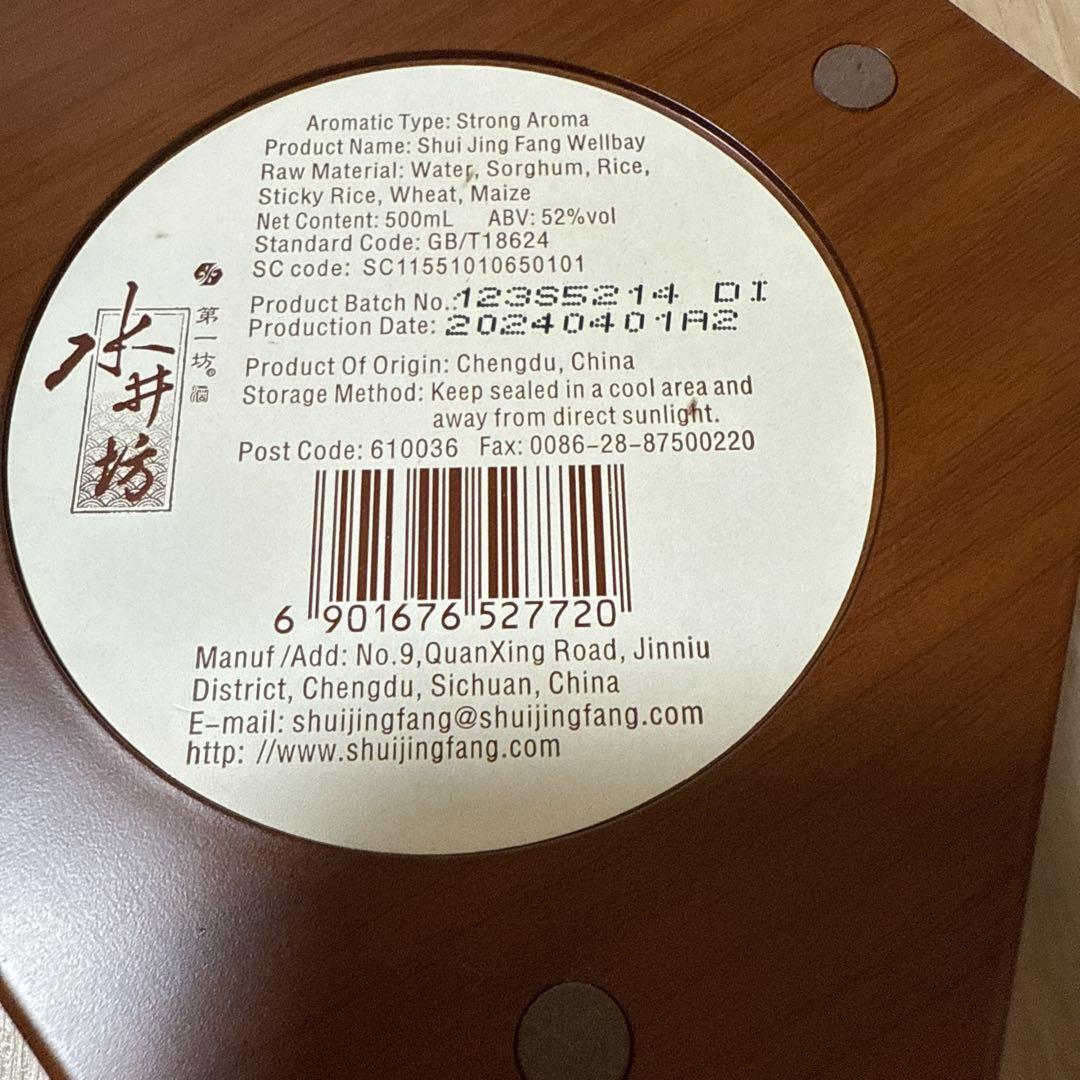 Aromatic Type: Strong Aroma
Product Name: Shui Jing Fang Wellbay
Raw Material: Water, Sorghum, Rice,
Sticky Rice, Wheat, Maize
Net Content: 500mL ABV: 52%vol
Standard Code: GB/T18624
SC code: SC11551010650101
Product Batch No.:123S5214 DI
Production Date: 20240401A2
Product Of Origin: Chengdu, China
Storage Method: Keep sealed in a cool area and
away from direct sunlight.
Post Code: 610036 Fax: 0086-28-87500220
水井坊
第一坊®
酒
6 901676 527720
Manuf /Add: No.9,QuanXing Road, Jinniu
District, Chengdu, Sichuan, China
E-mail: shuijingfang@shuijingfang.com
http: //www.shuijingfang.com